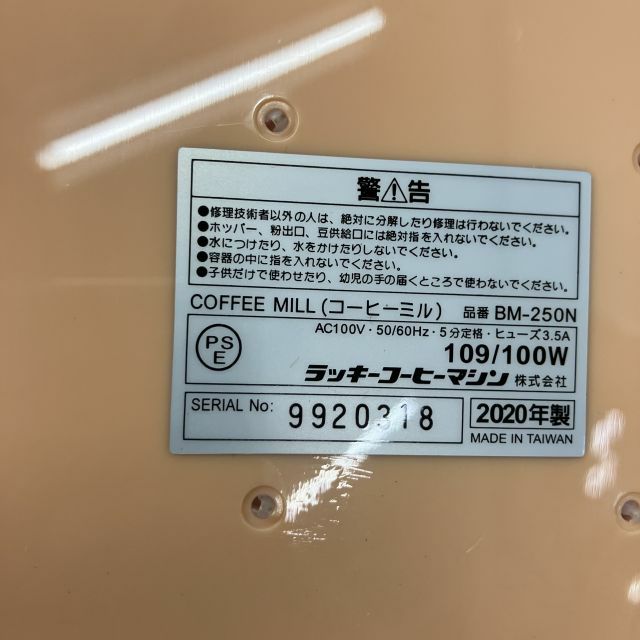 警⚠告
●修理技術者以外の人は、絶対に分解したり修理は行わないでください。
●ホッパー、粉出口、豆供給口には絶対指を入れないでください。
●水につけたり、水をかけたりしないでください。
●容器の中に指を入れないでください。
●子供だけで使わせたり、幼児の手の届くところで使わないでください。
COFFEE MILL(コーヒーミル) 品番 BM-250N
PS
E
AC100V・50/60Hz・5分定格・ヒューズ3.5A
109/100W
ラッキーコーヒーマシン 株式会社
SERIAL No: 9920318
2020年製
MADE IN TAIWAN